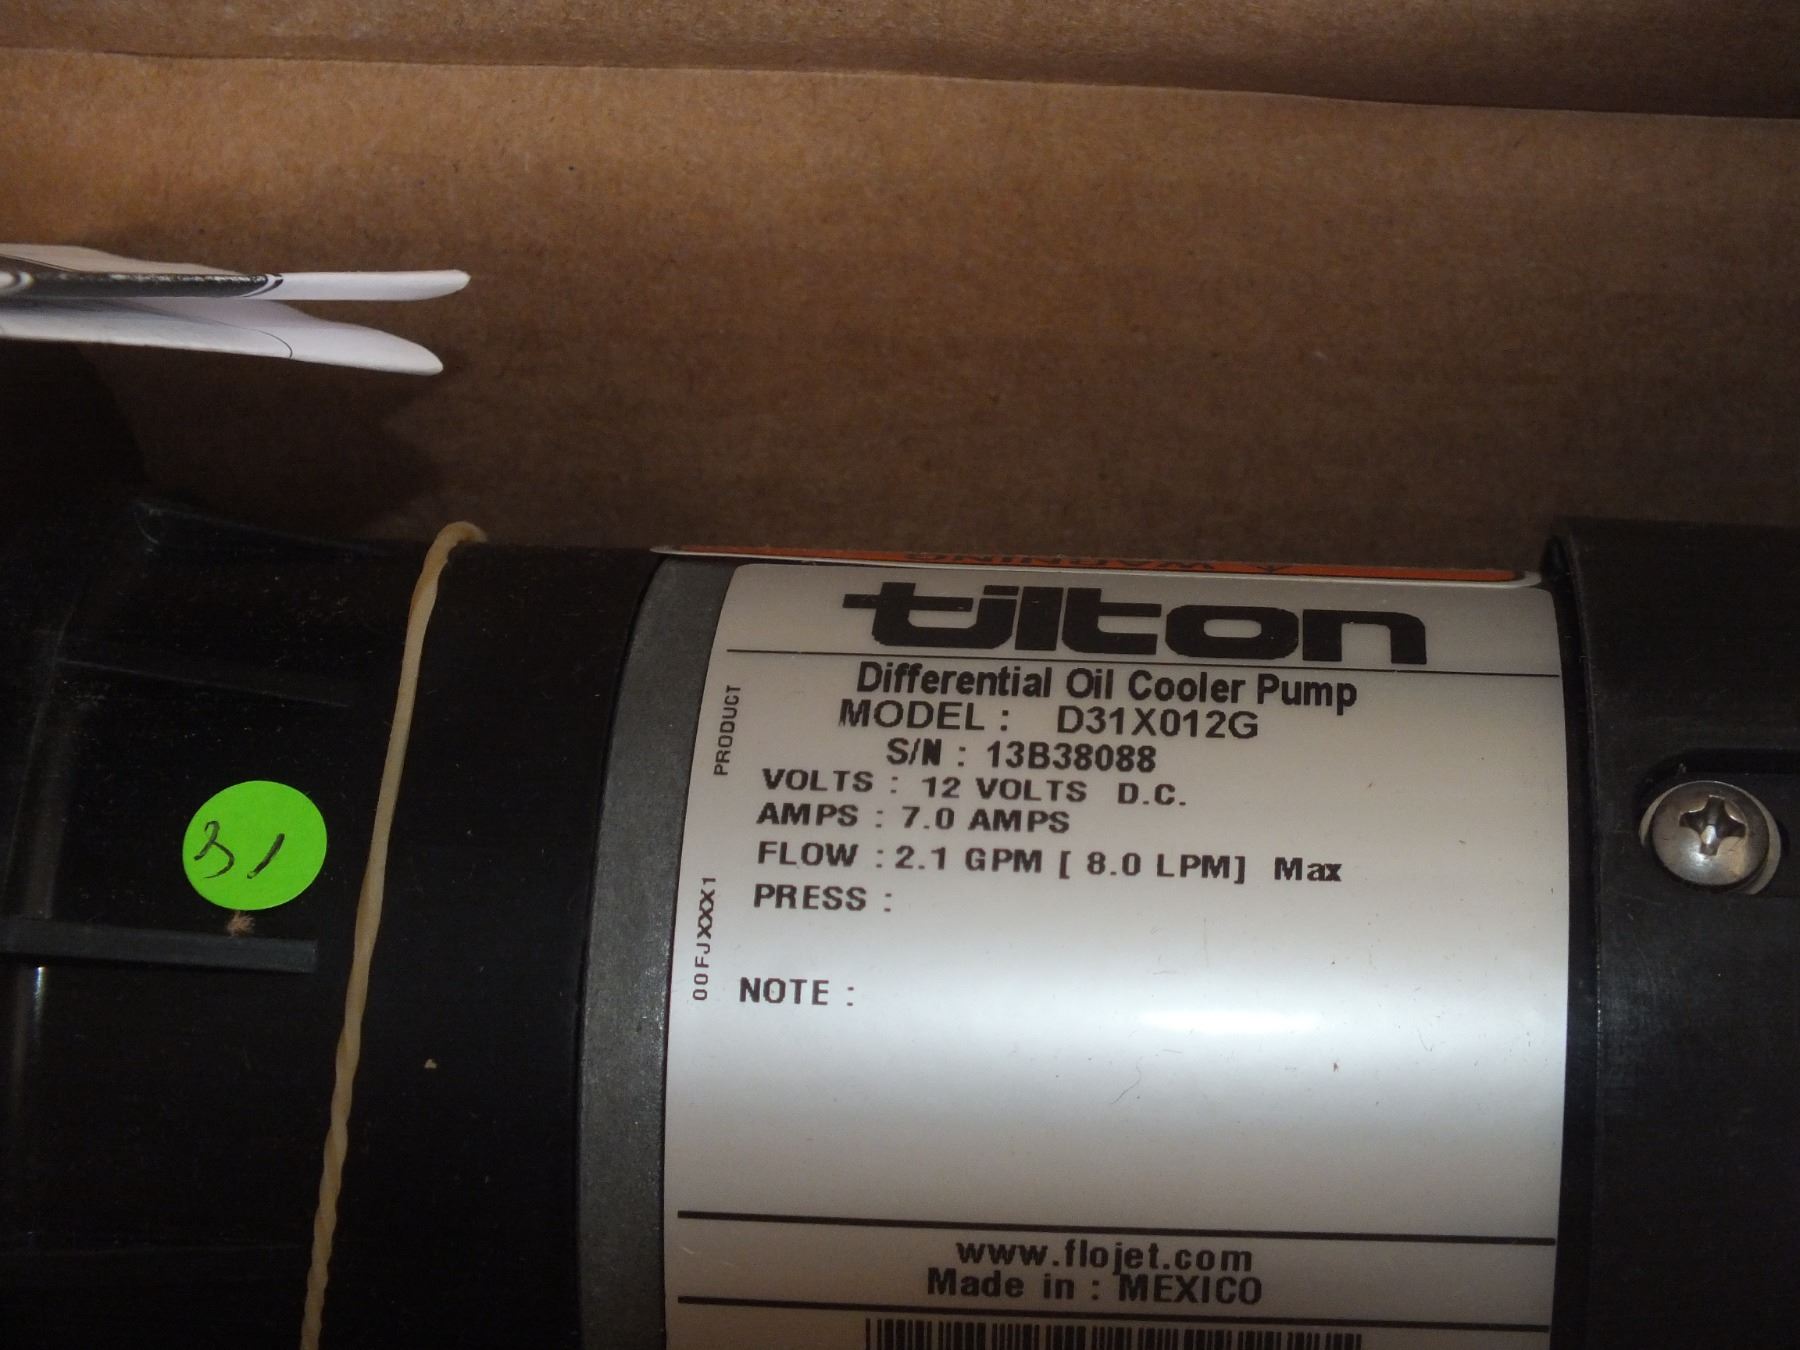 WARNING
tilton
Differential Oil Cooler Pump
MODEL : D31X012G
S/N : 13B38088
VOLTS : 12 VOLTS D.C.
AMPS : 7.0 AMPS
FLOW : 2.1 GPM [ 8.0 LPM] Max
PRESS :
NOTE :
PRODUCT
00FJXXX1
www.flojet.com
Made in : MEXICO